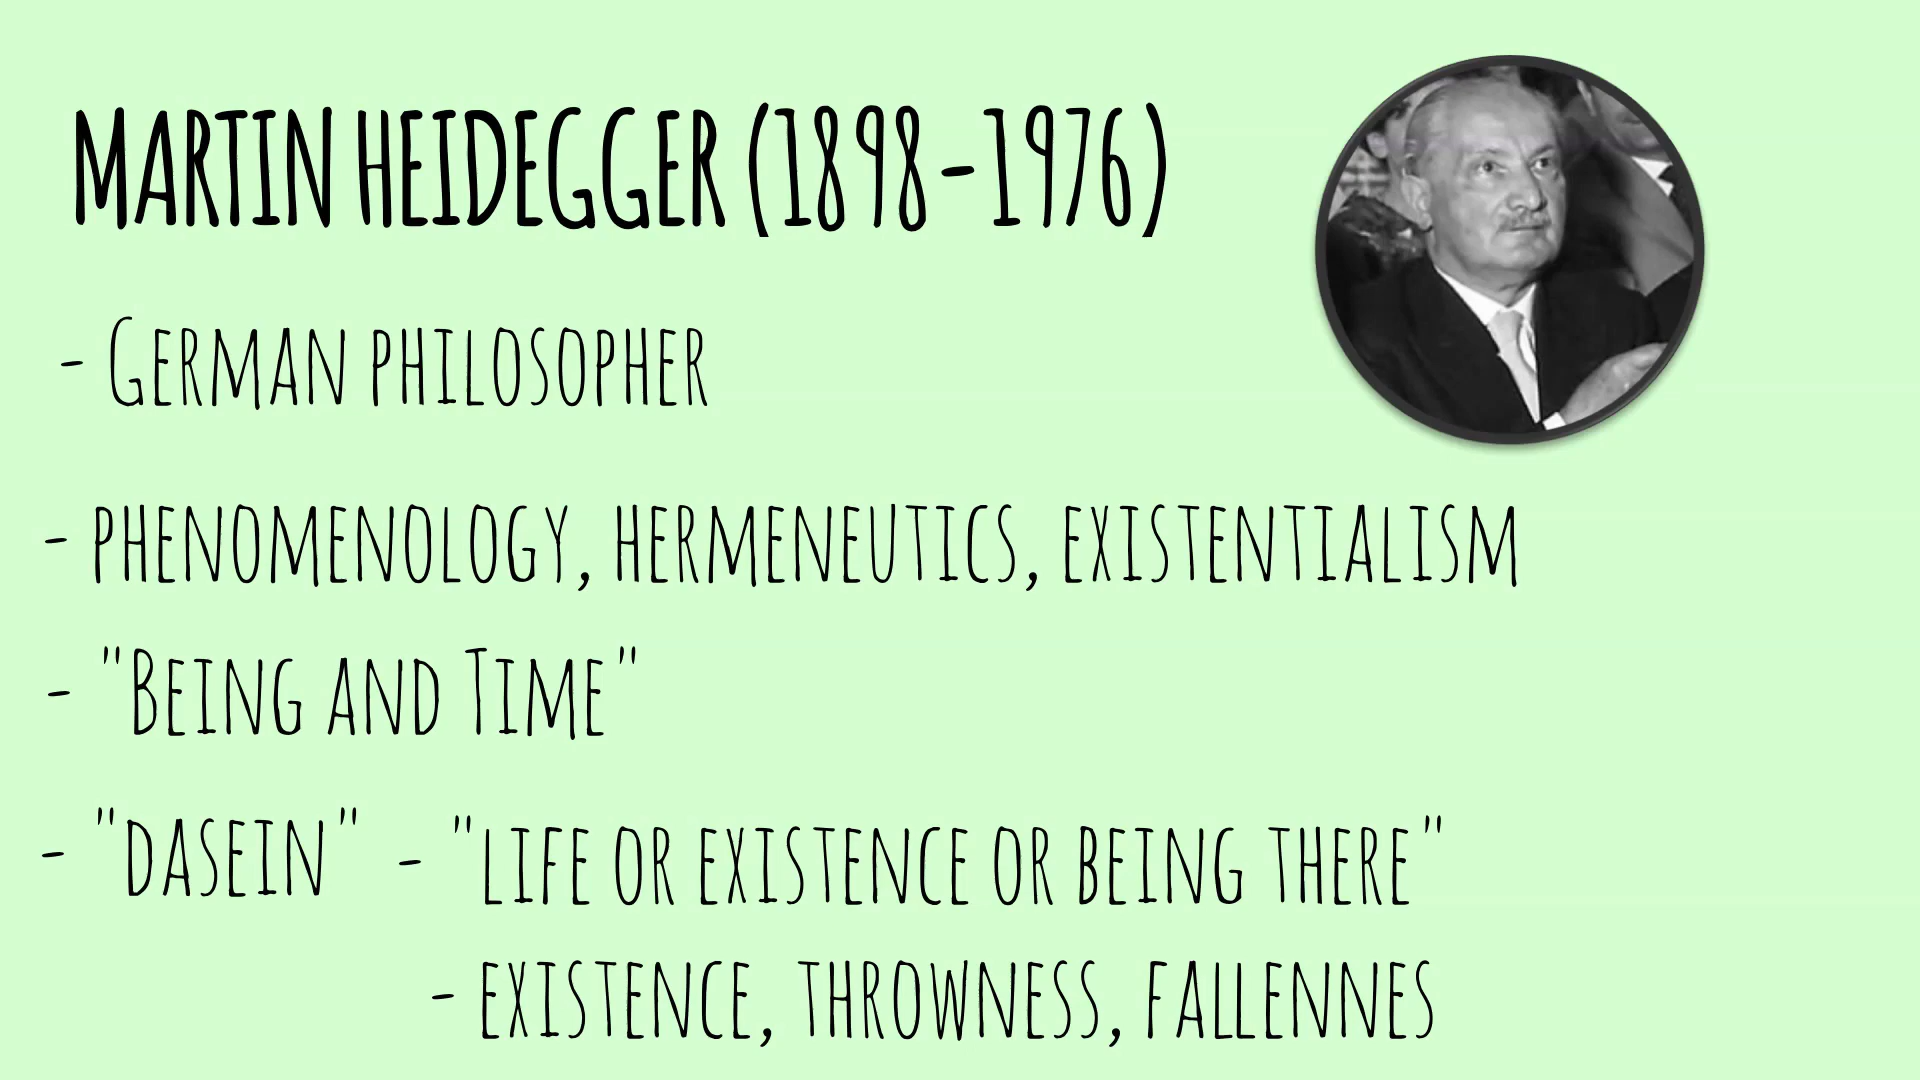 Martin Heidegger (1898-1976)
- German philosopher
- phenomenology, hermeneutics, existentialism
- "Being and Time"
- "dasein" - "life or existence or being there"
- existence, throwness, fallennes